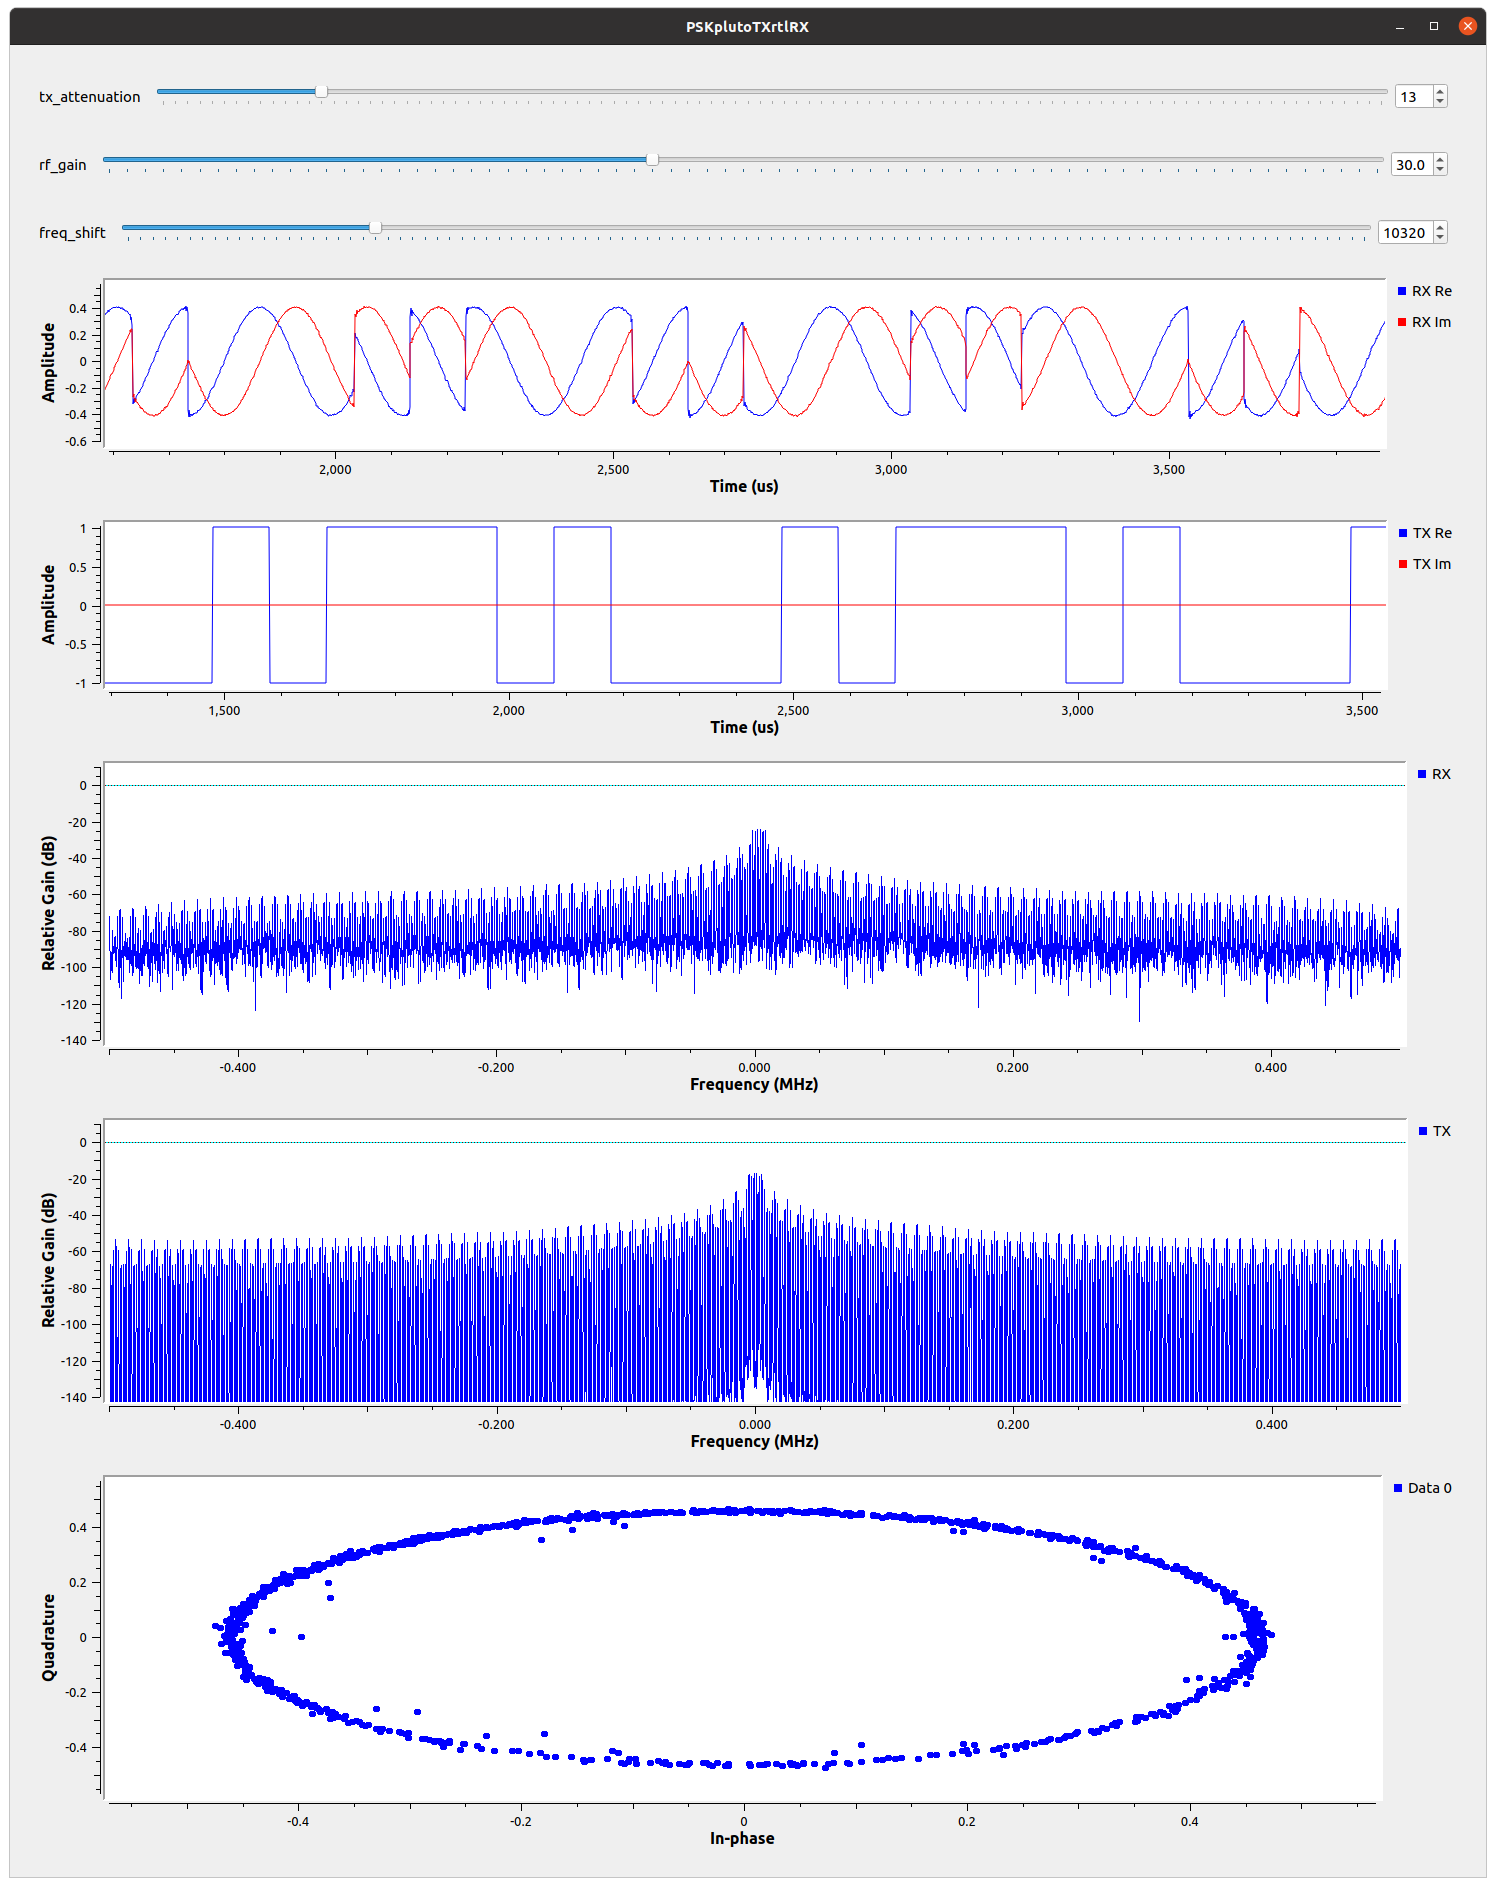 PSKplutoTXrtlRX
tx_attenuation
13
rf_gain
30.0
freq_shift
10320
Amplitude
0.4
0.2
0
-0.2
-0.4
-0.6
2,000
2,500
3,000
3,500
Time (us)
RX Re
RX Im
Amplitude
1
0.5
0
-0.5
-1
1,500
2,000
2,500
3,000
3,500
Time (us)
TX Re
TX Im
Relative Gain (dB)
0
-20
-40
-60
-80
-100
-120
-140
-0.400
-0.200
0.000
0.200
0.400
Frequency (MHz)
RX
Relative Gain (dB)
0
-20
-40
-60
-80
-100
-120
-140
-0.400
-0.200
0.000
0.200
0.400
Frequency (MHz)
TX
Quadrature
0.4
0.2
0
-0.2
-0.4
-0.4
-0.2
0
0.2
0.4
In-phase
Data 0